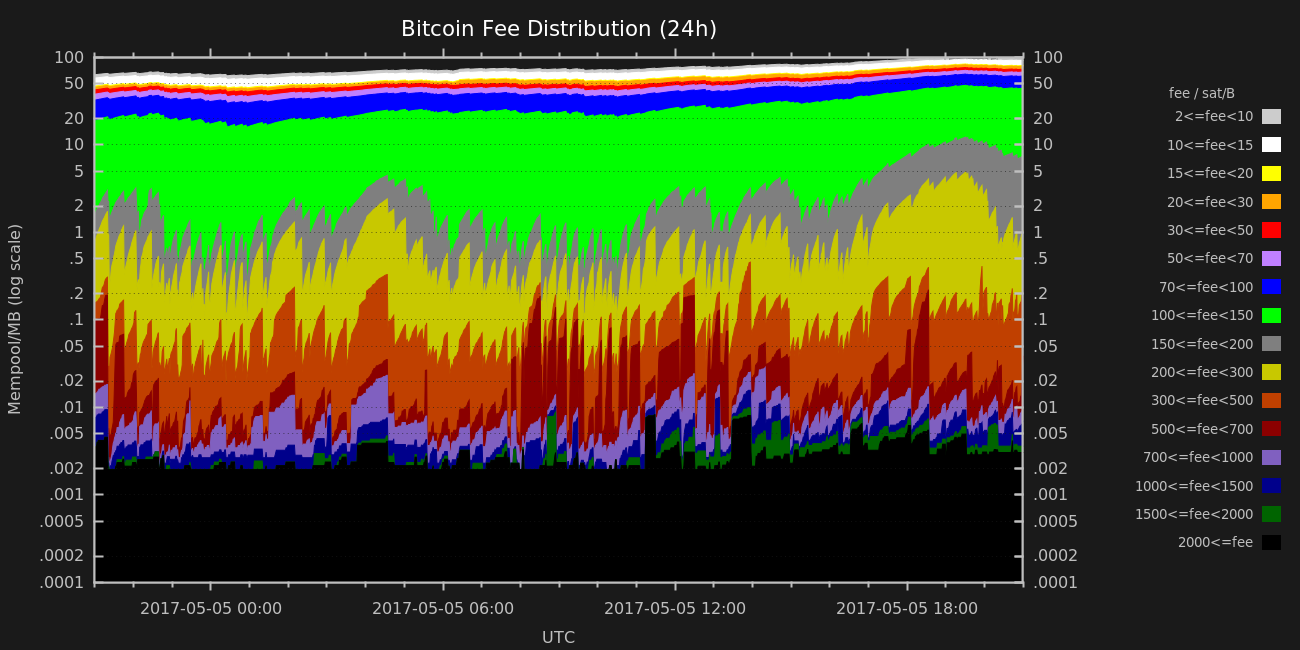 Bitcoin Fee Distribution (24h)
100
50
20
10
5
2
1
.5
.2
.1
.05
.02
.01
.005
.002
.001
.0005
.0002
.0001
Mempool/MB (log scale)
100
50
20
10
5
2
1
.5
.2
.1
.05
.02
.01
.005
.002
.001
.0005
.0002
.0001
2017-05-05 00:00
2017-05-05 06:00
2017-05-05 12:00
2017-05-05 18:00
UTC
fee / sat/B
2<=fee<10
10<=fee<15
15<=fee<20
20<=fee<30
30<=fee<50
50<=fee<70
70<=fee<100
100<=fee<150
150<=fee<200
200<=fee<300
300<=fee<500
500<=fee<700
700<=fee<1000
1000<=fee<1500
1500<=fee<2000
2000<=fee